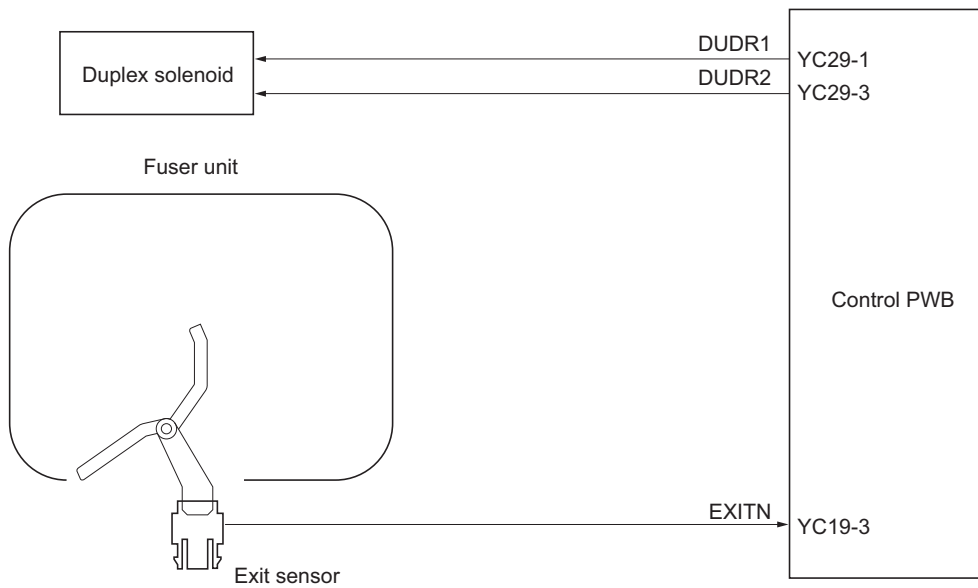 DUDR1
YC29-1
Duplex solenoid
DUDR2
YC29-3
Fuser unit
Control PWB
EXITN
YC19-3
Exit sensor